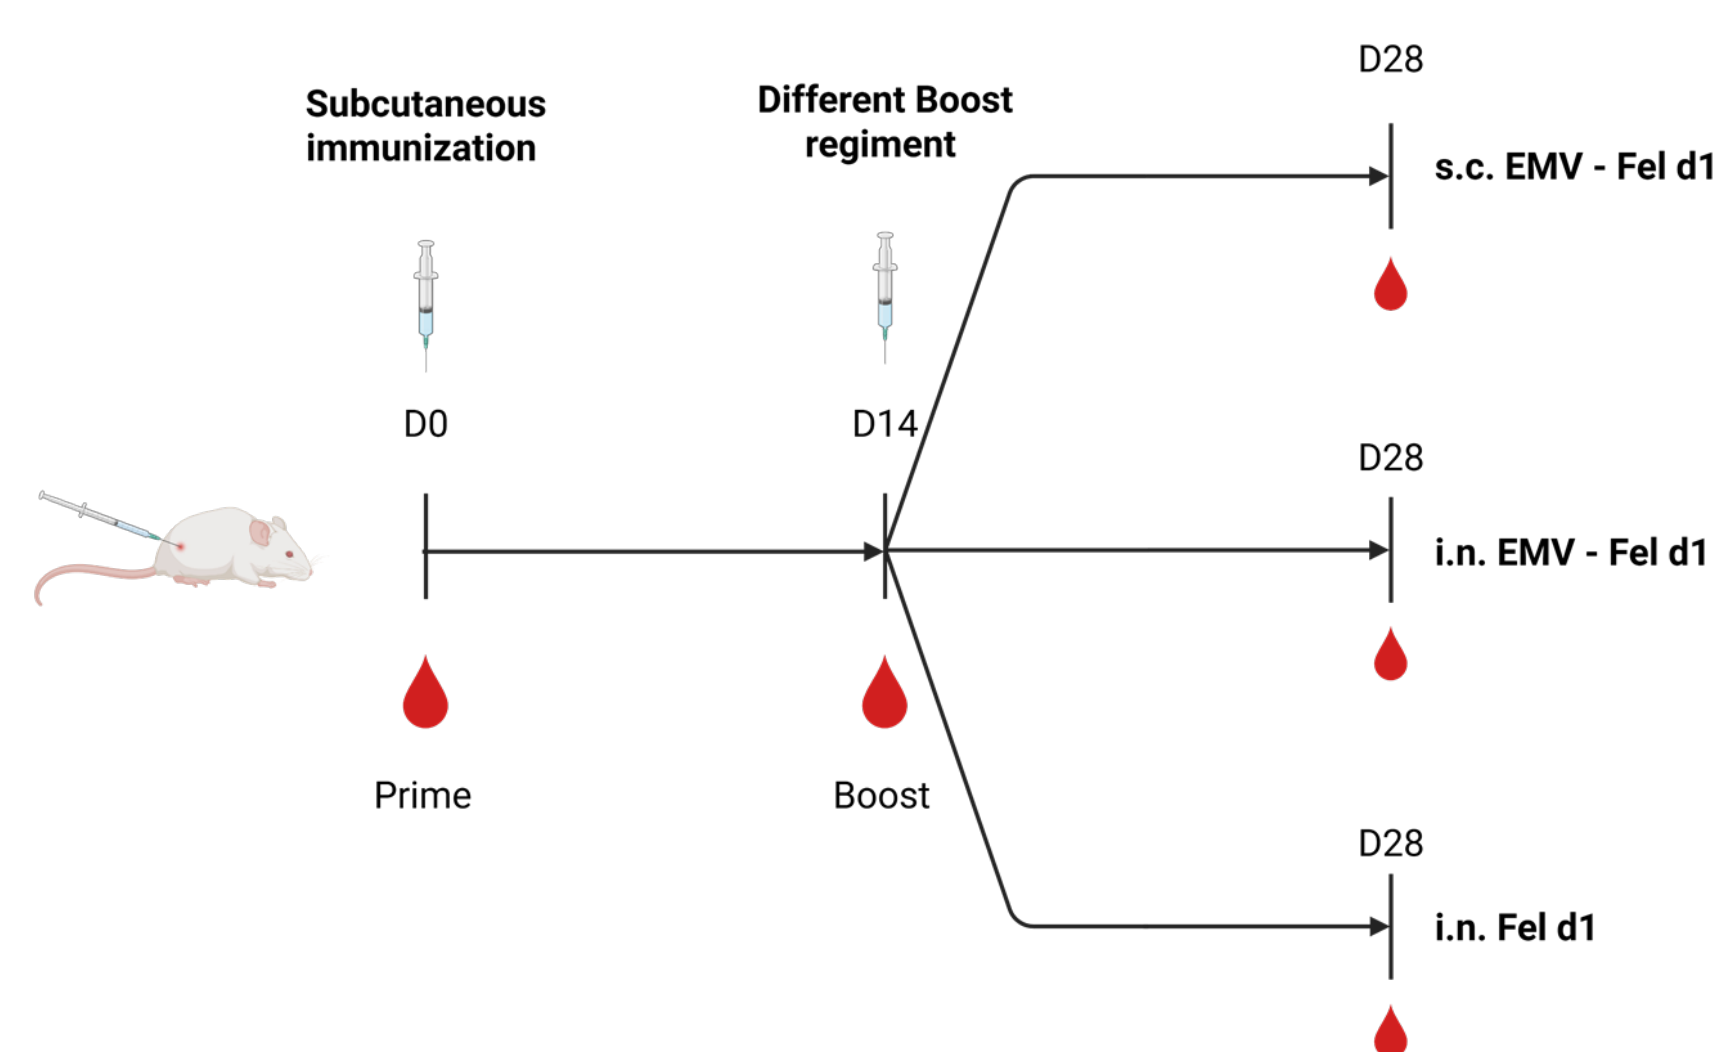 Subcutaneous
immunization
Different Boost
regiment
D28
s.c. EMV - Fel d1
D0
D14
D28
i.n. EMV - Fel d1
Prime
Boost
D28
i.n. Fel d1